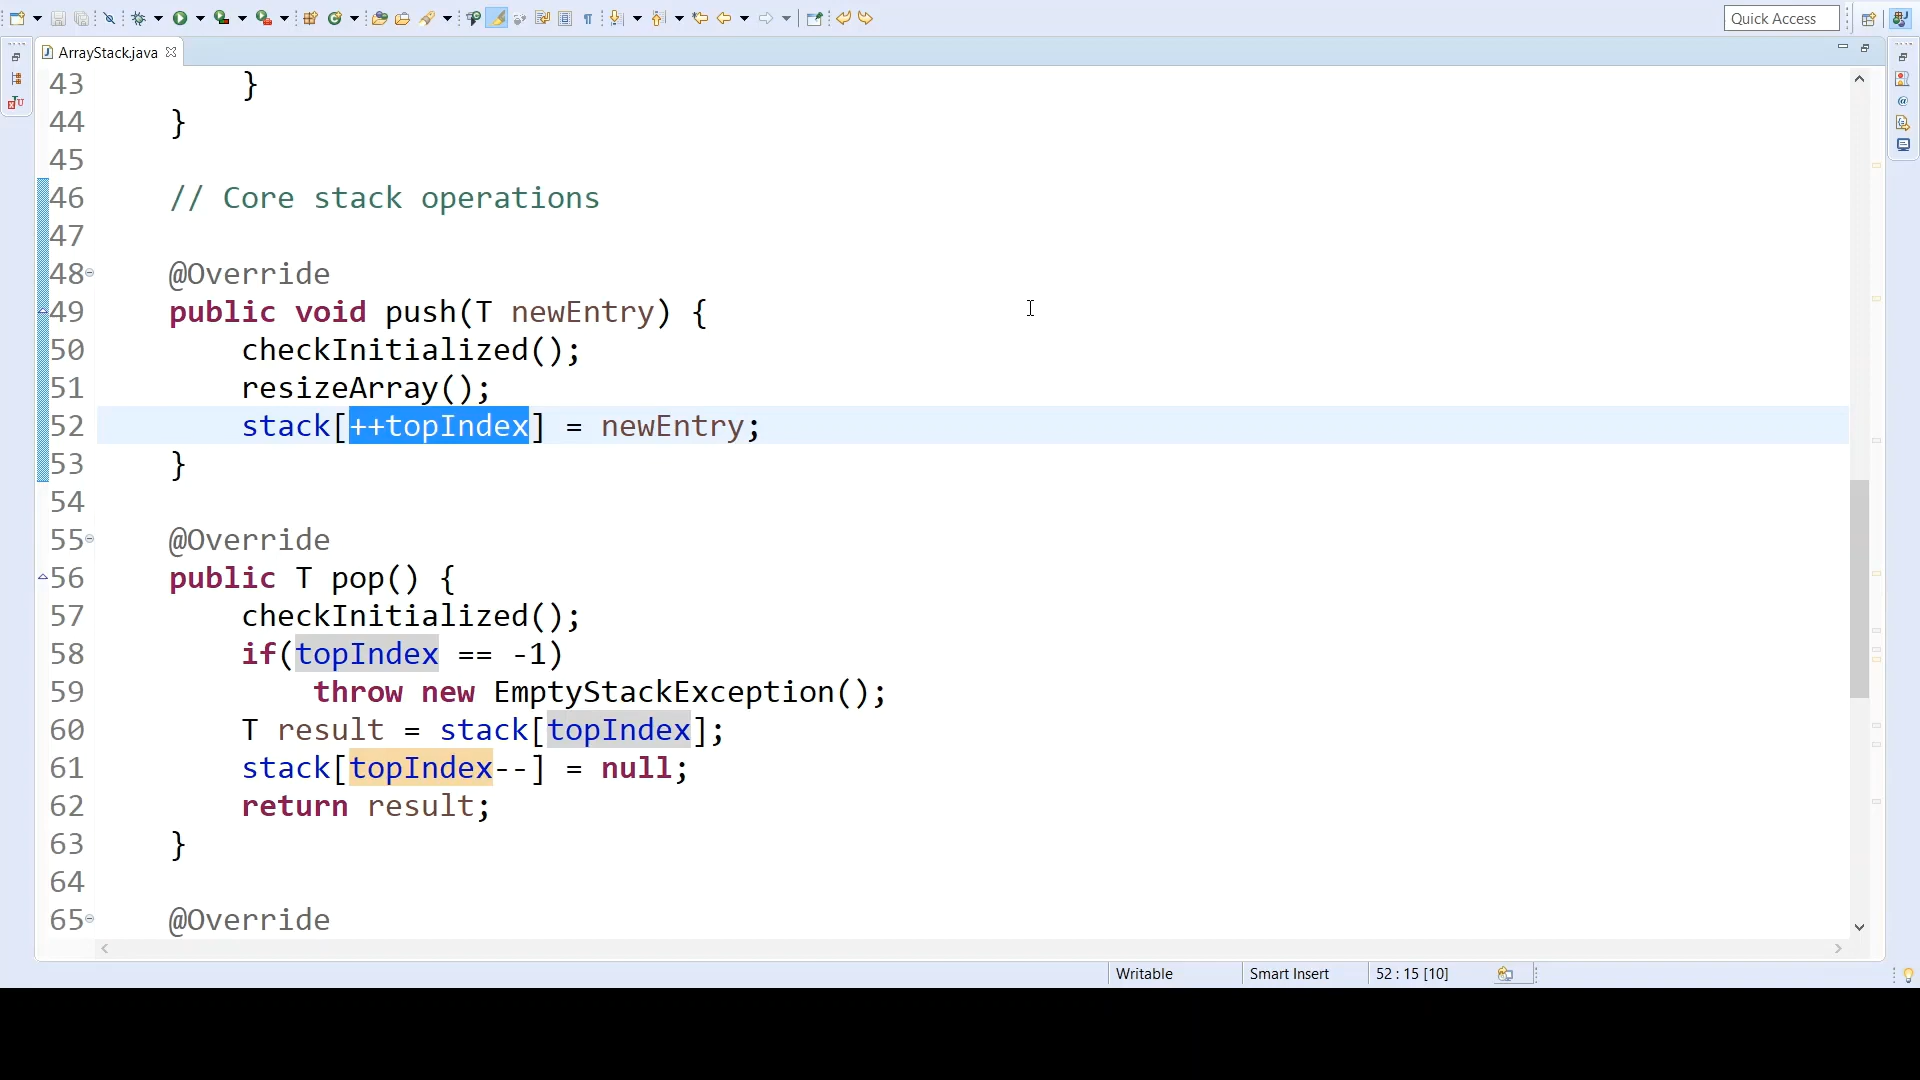 Quick Access
ArrayStack.java
43 }
44 }
45
46 // Core stack operations
47
48 @Override
49 public void push(T newEntry) {
50 checkInitialized();
51 resizeArray();
52 stack[++topIndex] = newEntry;
53 }
54
55 @Override
56 public T pop() {
57 checkInitialized();
58 if(topIndex == -1)
59 throw new EmptyStackException();
60 T result = stack[topIndex];
61 stack[topIndex--] = null;
62 return result;
63 }
64
65 @Override
Writable Smart Insert 52 : 15 [10]